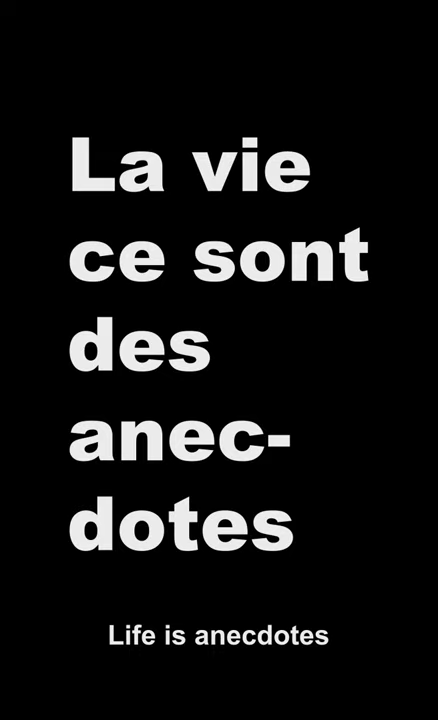 La vie
ce sont
des
anec-
dotes
Life is anecdotes